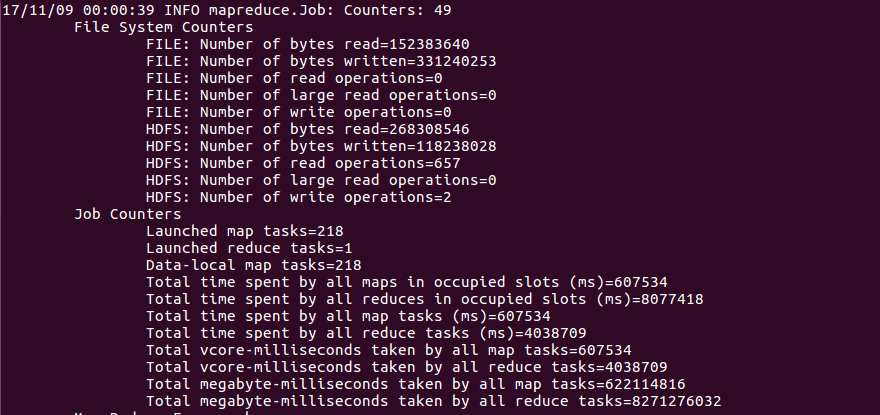 17/11/09 00:00:39 INFO mapreduce.Job: Counters: 49
File System Counters
FILE: Number of bytes read=152383640
FILE: Number of bytes written=331240253
FILE: Number of read operations=0
FILE: Number of large read operations=0
FILE: Number of write operations=0
HDFS: Number of bytes read=268308546
HDFS: Number of bytes written=118238028
HDFS: Number of read operations=657
HDFS: Number of large read operations=0
HDFS: Number of write operations=2
Job Counters
Launched map tasks=218
Launched reduce tasks=1
Data-local map tasks=218
Total time spent by all maps in occupied slots (ms)=607534
Total time spent by all reduces in occupied slots (ms)=8077418
Total time spent by all map tasks (ms)=607534
Total time spent by all reduce tasks (ms)=4038709
Total vcore-milliseconds taken by all map tasks=607534
Total vcore-milliseconds taken by all reduce tasks=4038709
Total megabyte-milliseconds taken by all map tasks=622114816
Total megabyte-milliseconds taken by all reduce tasks=8271276032